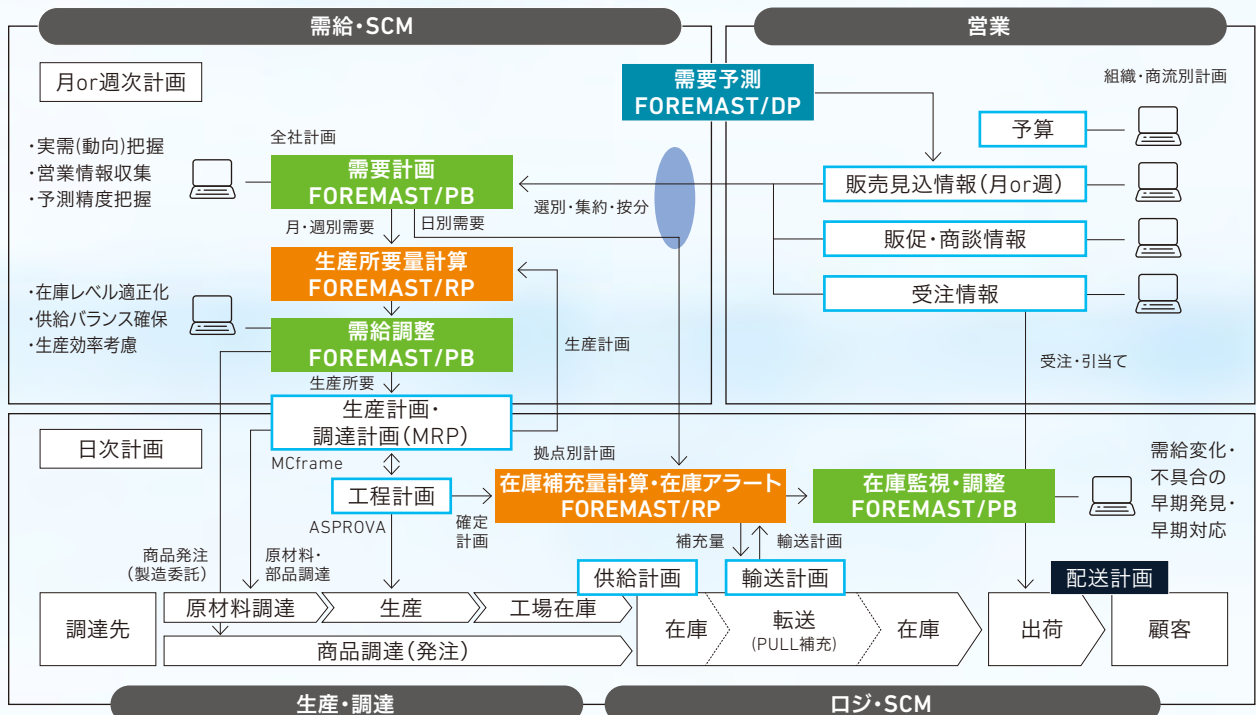 需給・SCM
営業
月or週次計画
需要予測
FOREMAST/DP
組織・商流別計画
・実需(動向)把握
・営業情報収集
・予測精度把握
全社計画
需要計画
FOREMAST/PB
予算
販売見込情報(月or週)
選別・集約・按分
月・週別需要
日別需要
販促・商談情報
生産所要量計算
FOREMAST/RP
受注情報
・在庫レベル適正化
・供給バランス確保
・生産効率考慮
需給調整
FOREMAST/PB
生産計画
受注・引当て
生産所要
生産計画・
調達計画(MRP)
日次計画
MCframe
拠点別計画
工程計画
ASPROVA
確定
計画
在庫補充量計算・在庫アラート
FOREMAST/RP
在庫監視・調整
FOREMAST/PB
需給変化・
不具合の
早期発見・
早期対応
商品発注
(製造委託)
原材料・
部品調達
補充量
輸送計画
供給計画
輸送計画
配送計画
調達先
原材料調達
生産
工場在庫
商品調達(発注)
在庫
転送
(PULL補充)
在庫
出荷
顧客
生産・調達
ロジ・SCM